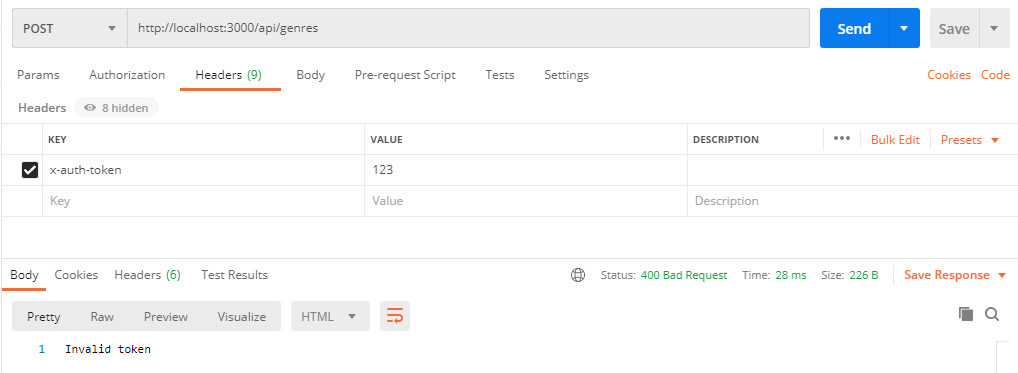 POST http://localhost:3000/api/genres Send Save
Params Authorization Headers (9) Body Pre-request Script Tests Settings Cookies Code
Headers 8 hidden
KEY VALUE DESCRIPTION ••• Bulk Edit Presets
x-auth-token 123
Key Value Description
Body Cookies Headers (6) Test Results Status: 400 Bad Request Time: 28 ms Size: 226 B Save Response
Pretty Raw Preview Visualize HTML
1 Invalid token